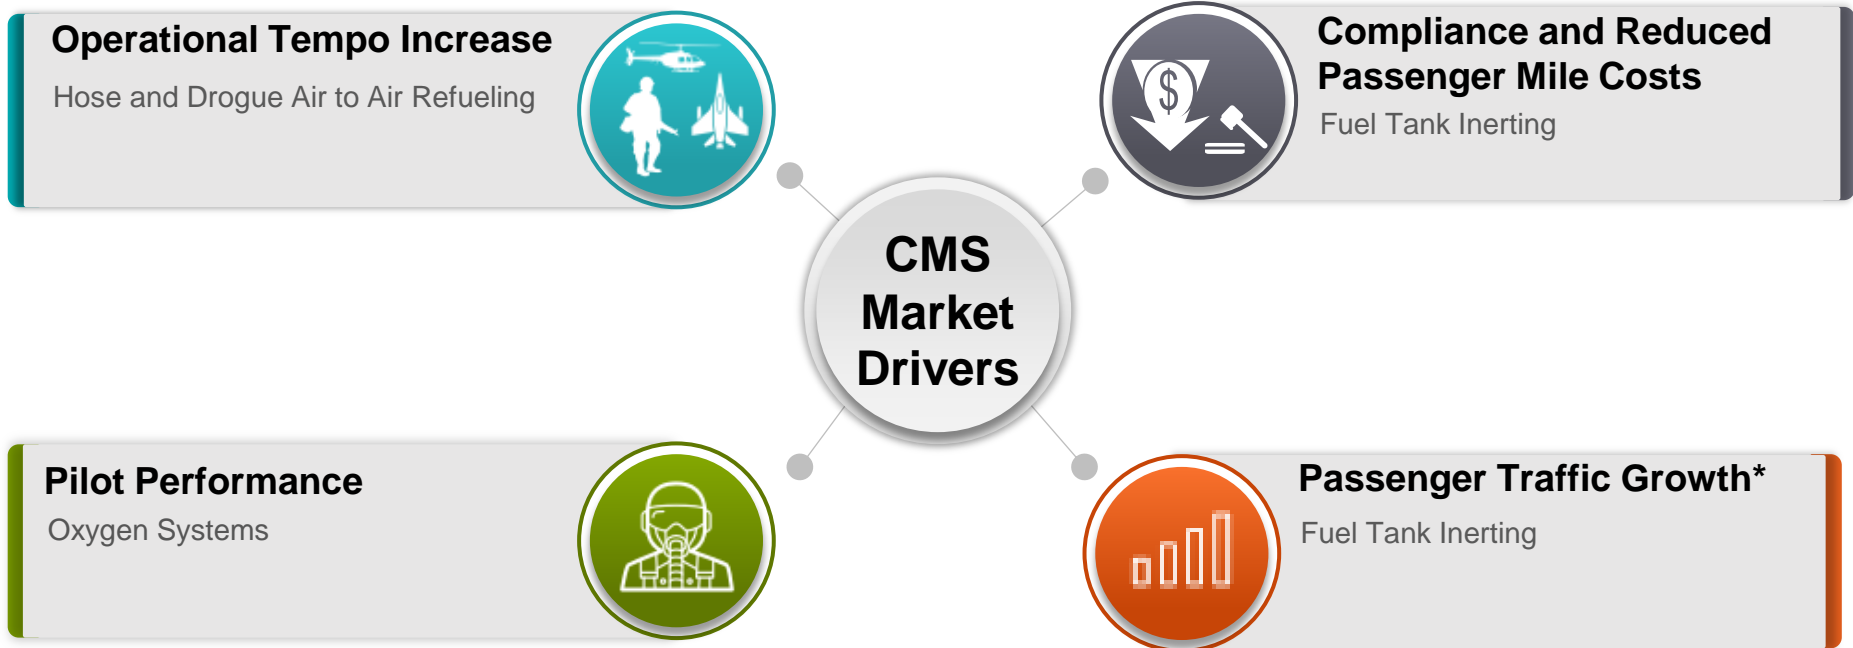 Operational Tempo Increase
Hose and Drogue Air to Air Refueling
Compliance and Reduced
Passenger Mile Costs
Fuel Tank Inerting
$
CMS
Market
Drivers
Pilot Performance
Oxygen Systems
Passenger Traffic Growth*
Fuel Tank Inerting